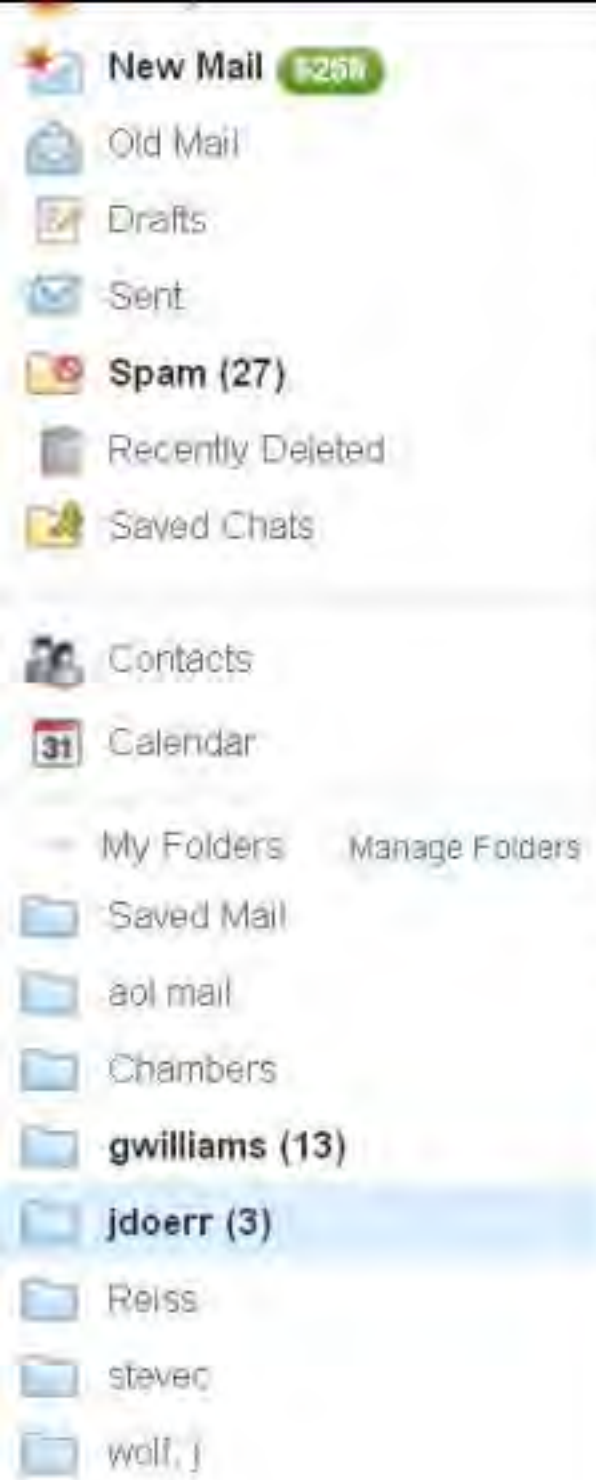 New Mail
Old Mail
Drafts
Sent
Spam (27)
Recently Deleted
Saved Chats
Contacts
31 Calendar
My Folders Manage Folders
Saved Mail
aol mail
Chambers
gwilliams (13)
jdoerr (3)
Reiss
stevec
wolf, j